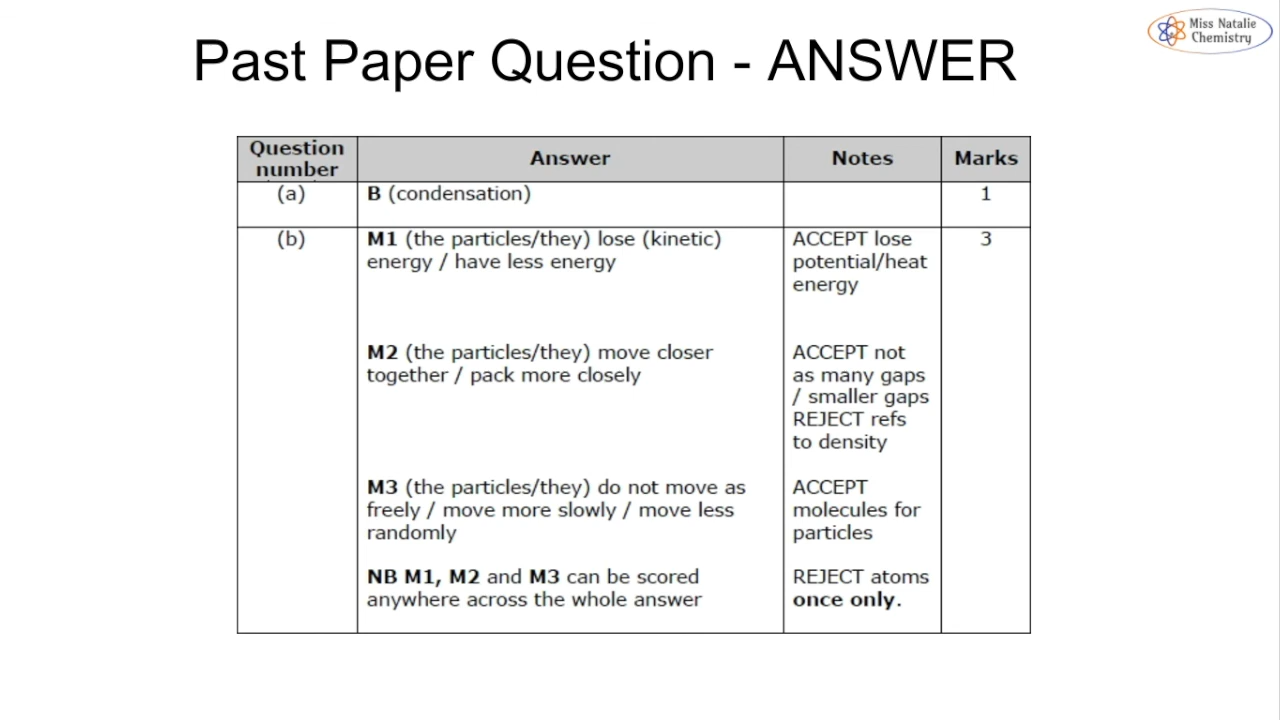 Miss Natalie
Chemistry
Past Paper Question - ANSWER
Question
number
Answer
Notes
Marks
(a)
B (condensation)
1
(b)
M1 (the particles/they) lose (kinetic)
energy / have less energy
ACCEPT lose
potential/heat
energy
3
M2 (the particles/they) move closer
together / pack more closely
ACCEPT not
as many gaps
/ smaller gaps
REJECT refs
to density
M3 (the particles/they) do not move as
freely / move more slowly / move less
randomly
ACCEPT
molecules for
particles
NB M1, M2 and M3 can be scored
anywhere across the whole answer
REJECT atoms
once only.